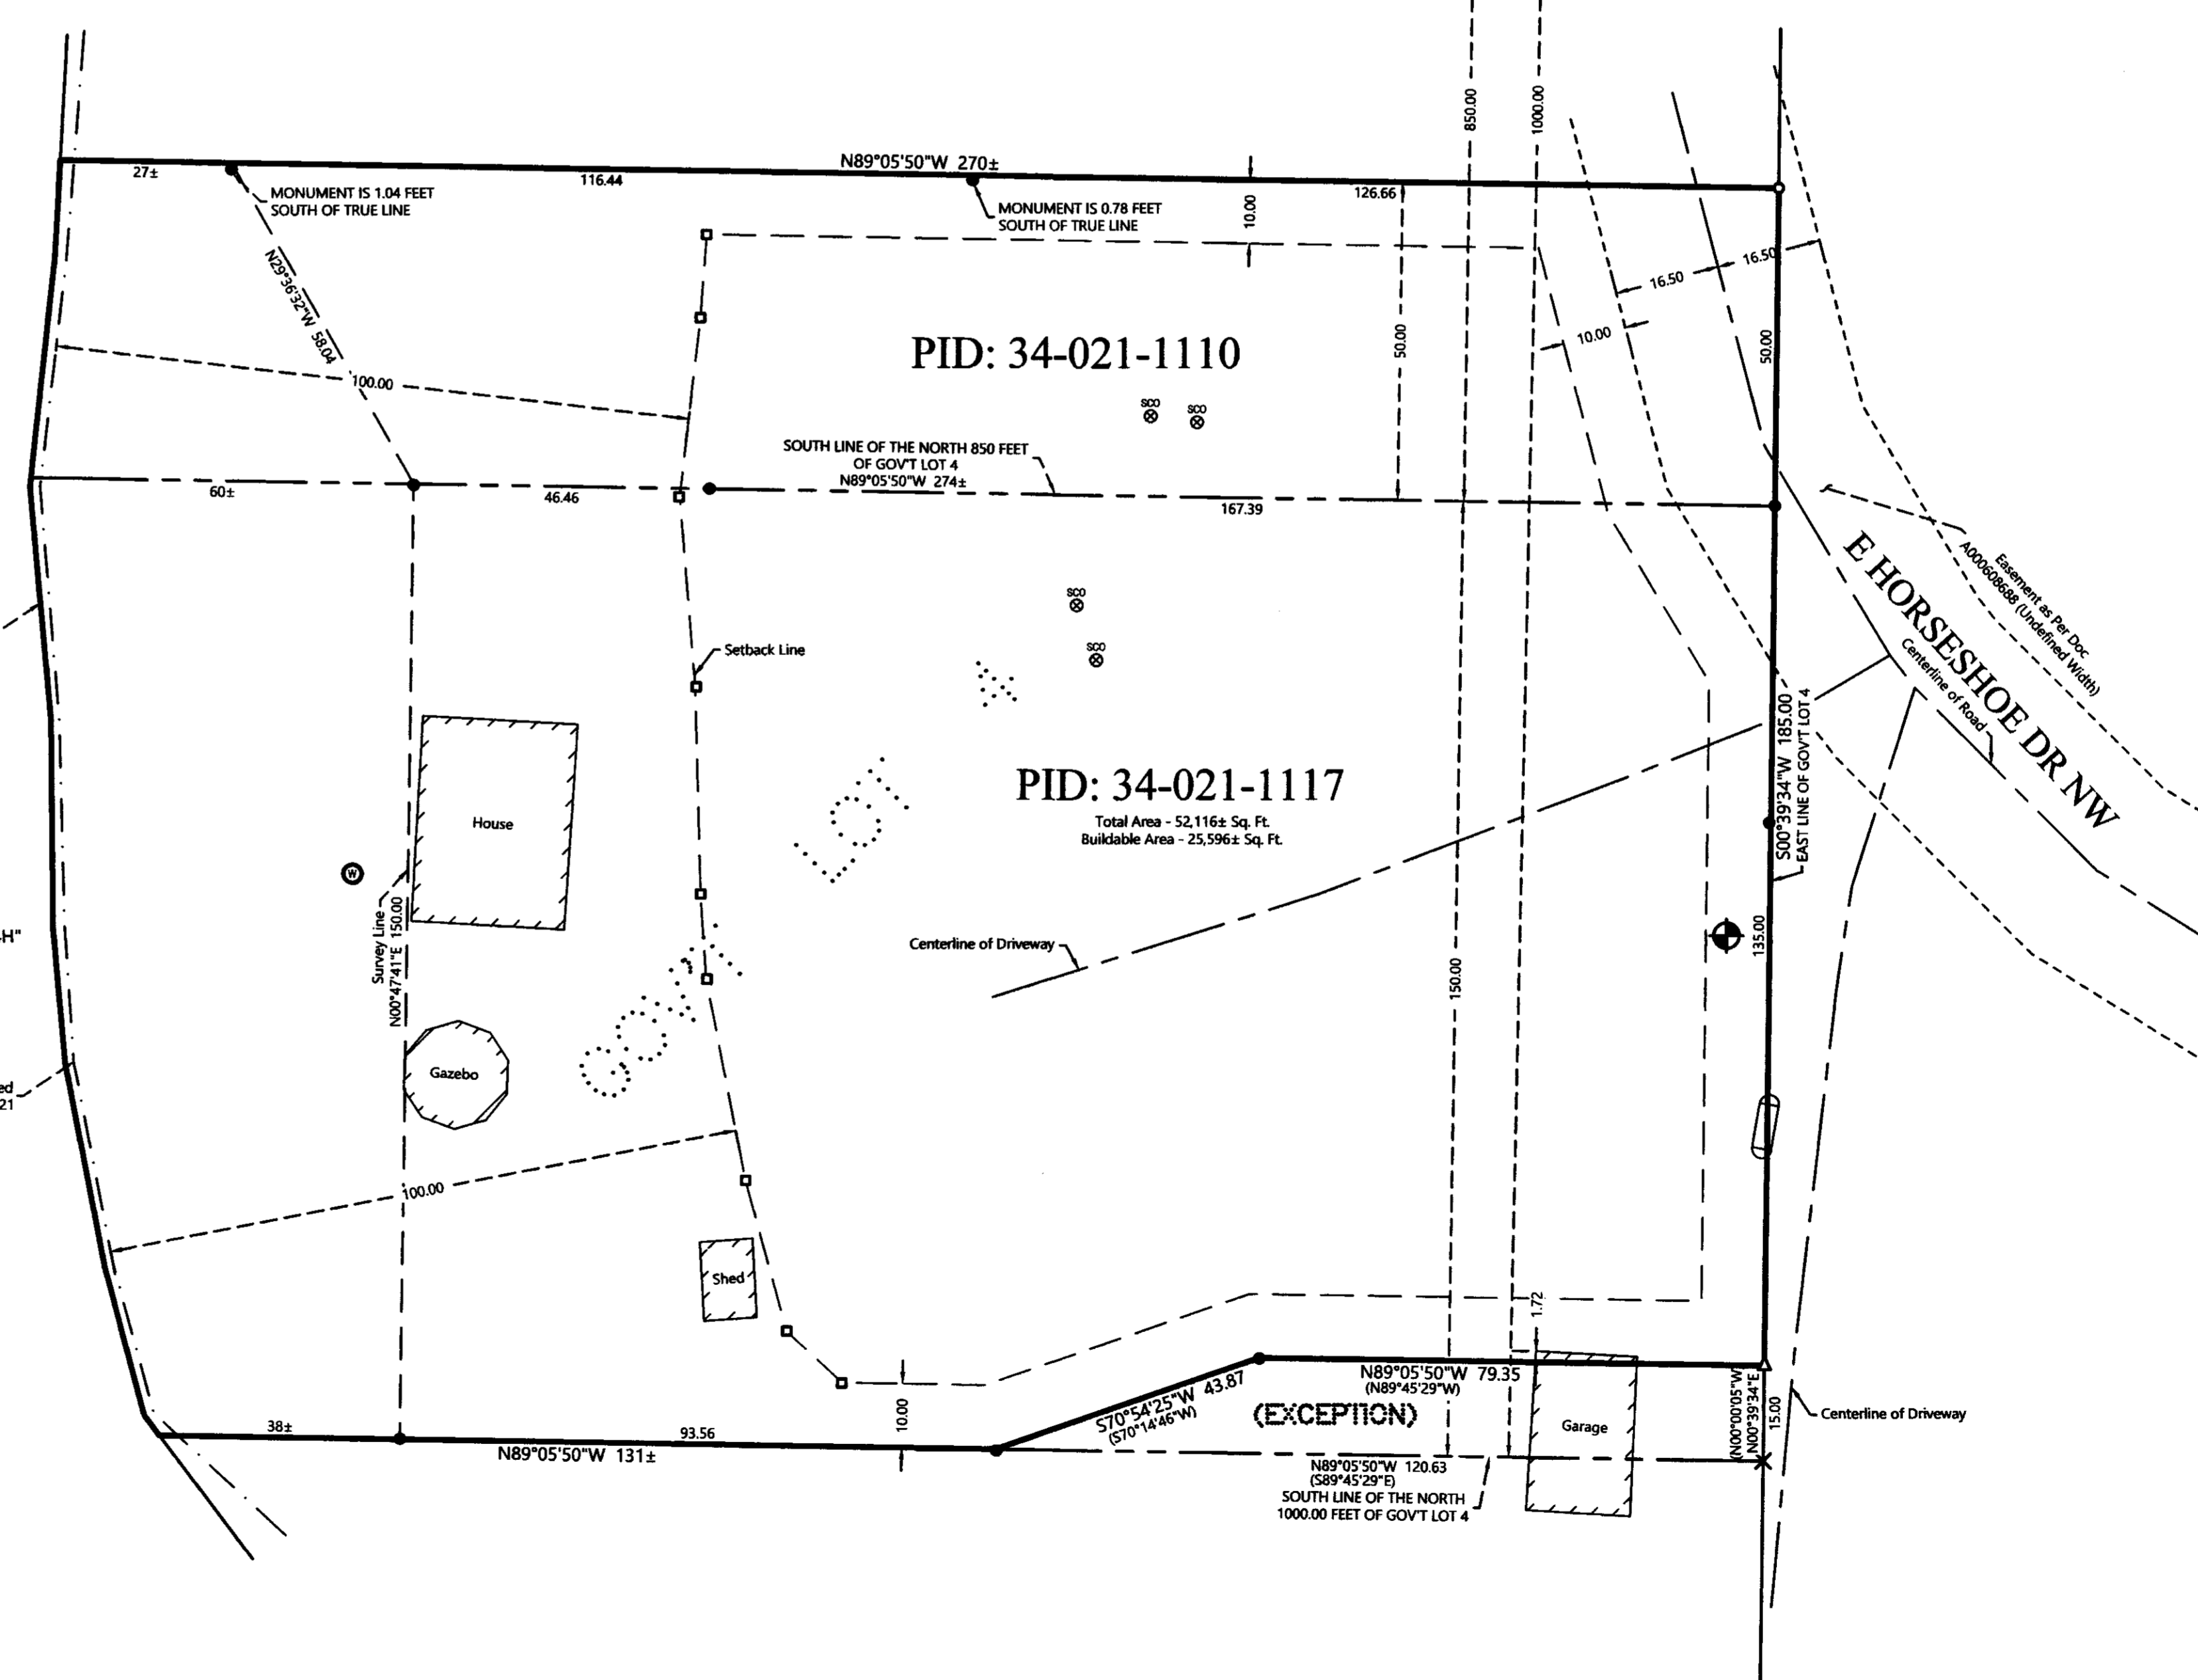 850.00
1000.00
N89°05'50"W 270±
27±
116.44
126.66
MONUMENT IS 1.04 FEET
SOUTH OF TRUE LINE
MONUMENT IS 0.78 FEET
SOUTH OF TRUE LINE
10.00
16.50
16.50
10.00
N29°36'32"W 58.04
100.00
50.00
50.00
PID: 34-021-1110
SCO
SCO
SOUTH LINE OF THE NORTH 850 FEET
OF GOV'T LOT 4
N89°05'50"W 274±
60±
46.46
167.39
Easement as Per Doc
A000608688 (Undefined Width)
E HORSESHOE DR NW
Centerline of Road
SCO
SCO
Setback Line
4
LOT
GOV'T
PID: 34-021-1117
Total Area - 52,116± Sq. Ft.
Buildable Area - 25,596± Sq. Ft.
S00°39'34"W 185.00
EAST LINE OF GOV'T LOT 4
House
W
Survey Line
N00°47'41"E 150.00
H"
Centerline of Driveway
135.00
150.00
Gazebo
ed
21
100.00
Shed
1.72
N89°05'50"W 79.35
(N89°45'29"W)
S70°54'25"W 43.87
(S70°14'46"W)
(EXCEPTION)
10.00
Garage
(N00°00'05"W)
N00°39'34"E
15.00
Centerline of Driveway
38±
93.56
N89°05'50"W 131±
N89°05'50"W 120.63
(S89°45'29"E)
SOUTH LINE OF THE NORTH
1000.00 FEET OF GOV'T LOT 4